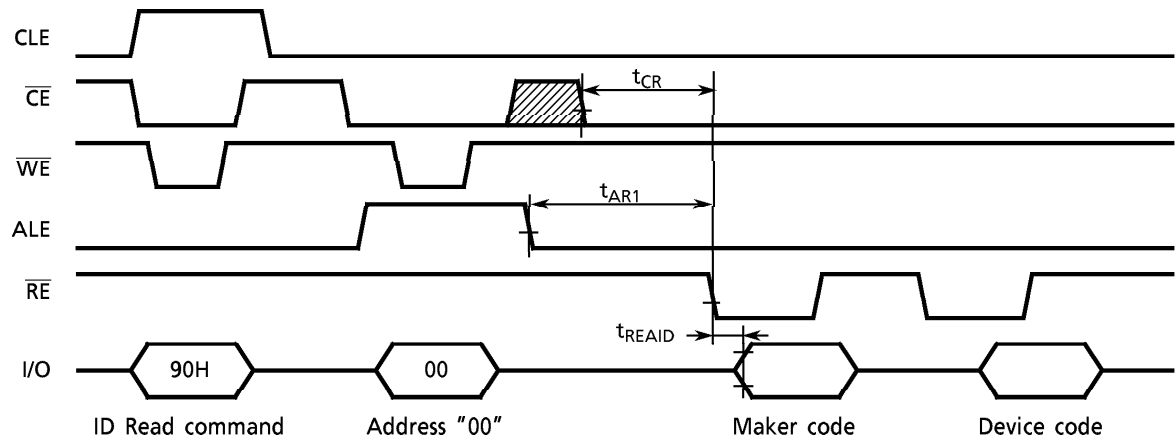 CLE
CE
tCR
WE
tAR1
ALE
RE
tREAID
I/O 90H 00
ID Read command Address "00" Maker code Device code